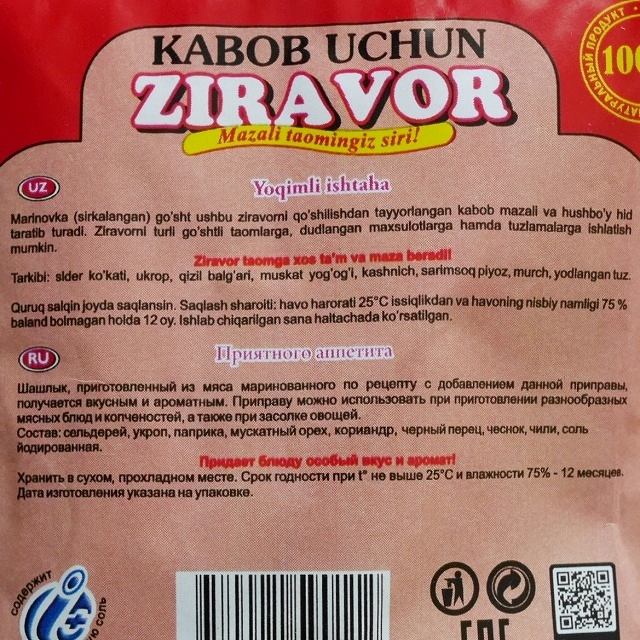 KABOB UCHUN
ZIRAVOR
Mazali taomingiz siri!
НАТУРАЛЬНЫЙ ПРОДУКТ
100
UZ
Yoqimli ishtaha
Marinovka (sirkalangan) go'sht ushbu ziravorni qo'shilishdan tayyorlangan kabob mazali va hushbo'y hid
taratib turadi. Ziravorni turli go'shtli taomlarga, dudlangan maxsulotlarga hamda tuzlamalarga ishlatish
mumkin.
Ziravor taomga xos ta'm va maza beradi!
Tarkibi: slder ko'kati, ukrop, qizil balg'ari, muskat yog'og'i, kashnich, sarimsoq piyoz, murch, yodlangan tuz.
Quruq salqin joyda saqlansin. Saqlash sharoiti: havo harorati 25°C issiqlikdan va havoning nisbiy namligi 75 %
baland bolmagan holda 12 oy. Ishlab chiqarilgan sana haltachada ko'rsatilgan.
RU
Приятного аппетита
Шашлык, приготовленный из мяса маринованного по рецепту с добавлением данной приправы,
получается вкусным и ароматным. Приправу можно использовать при приготовлении разнообразных
мясных блюд и копченостей, а также при засолке овощей.
Состав: сельдерей, укроп, паприка, мускатный орех, кориандр, черный перец, чеснок, чили, соль
йодированная.
Придает блюду особый вкус и аромат!
Хранить в сухом, прохладном месте. Срок годности при t° не выше 25°C и влажности 75% - 12 месяцев.
Дата изготовления указана на упаковке.
содержит
соль